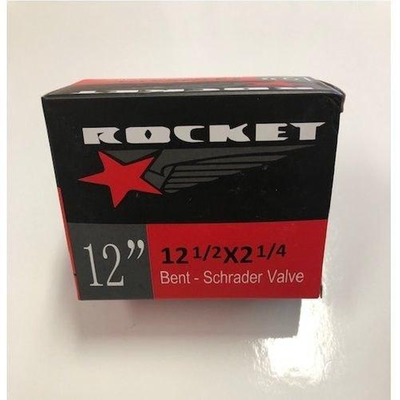 ROCKET
12"
12 1/2X2 1/4
Bent - Schrader Valve